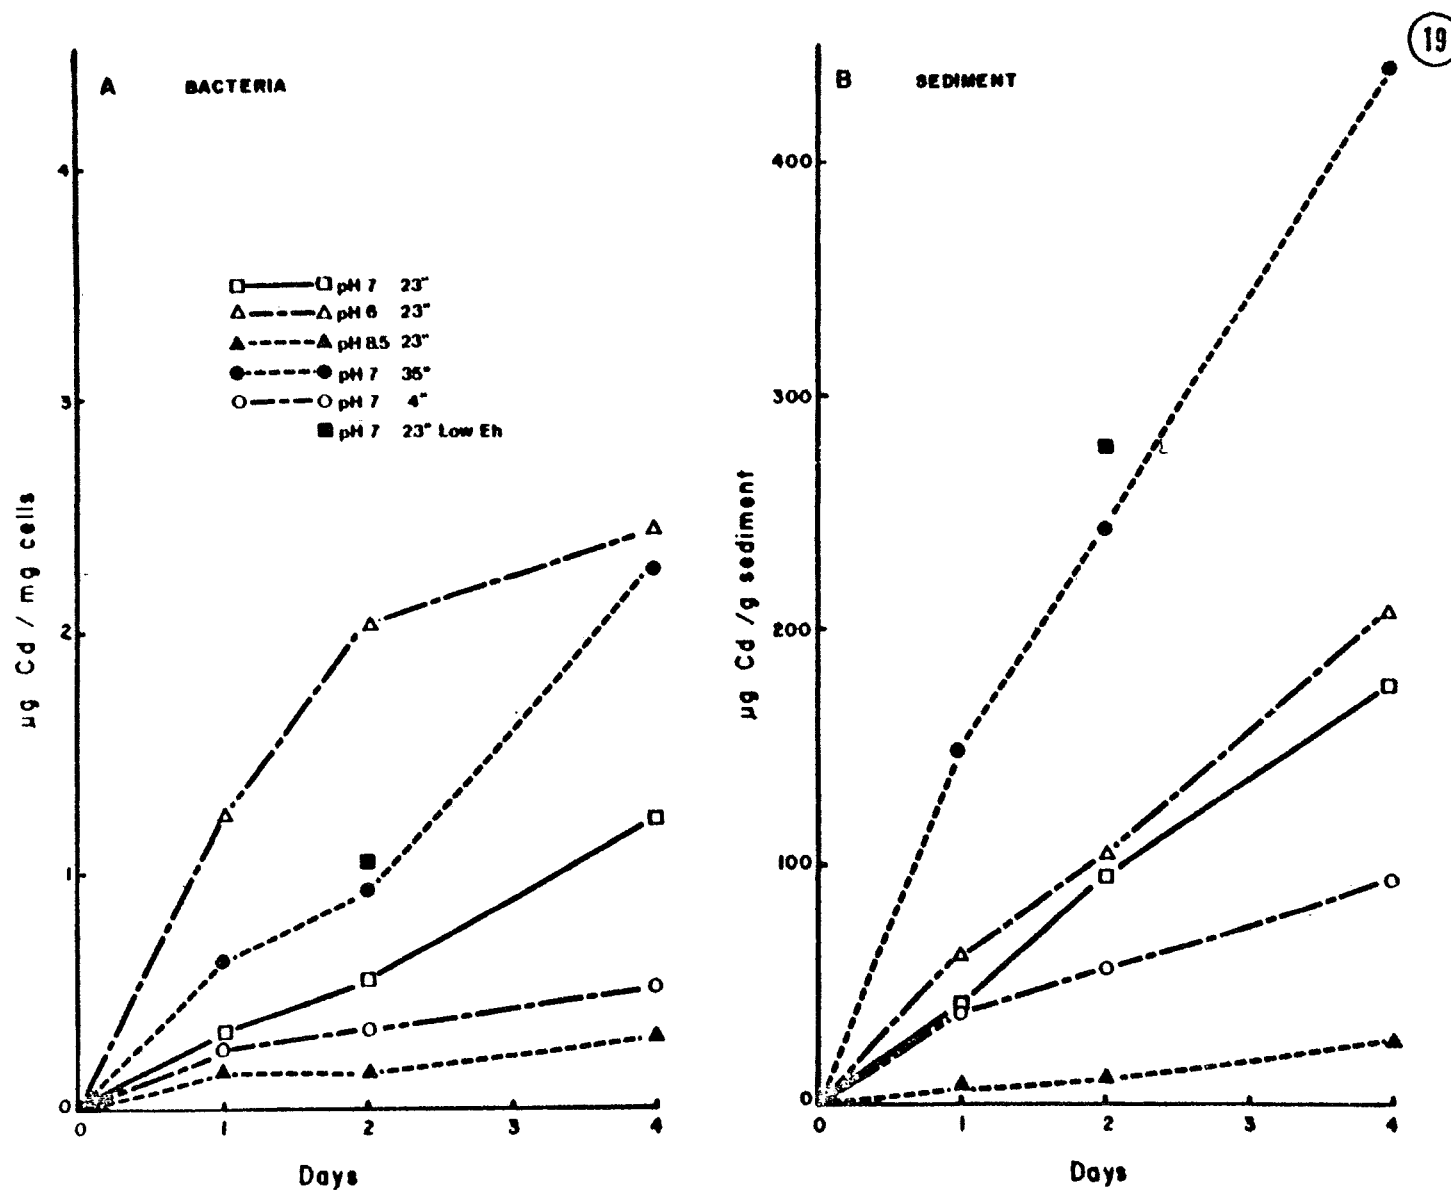 19
A BACTERIA
4
3
2
1
0
pH 7 23°
pH 6 23°
pH 8.5 23°
pH 7 35°
pH 7 4°
pH 7 23° Low Eh
µg Cd / mg cells
0 1 2 3 4
Days
B SEDIMENT
400
300
200
100
0
µg Cd /g sediment
0 1 2 3 4
Days